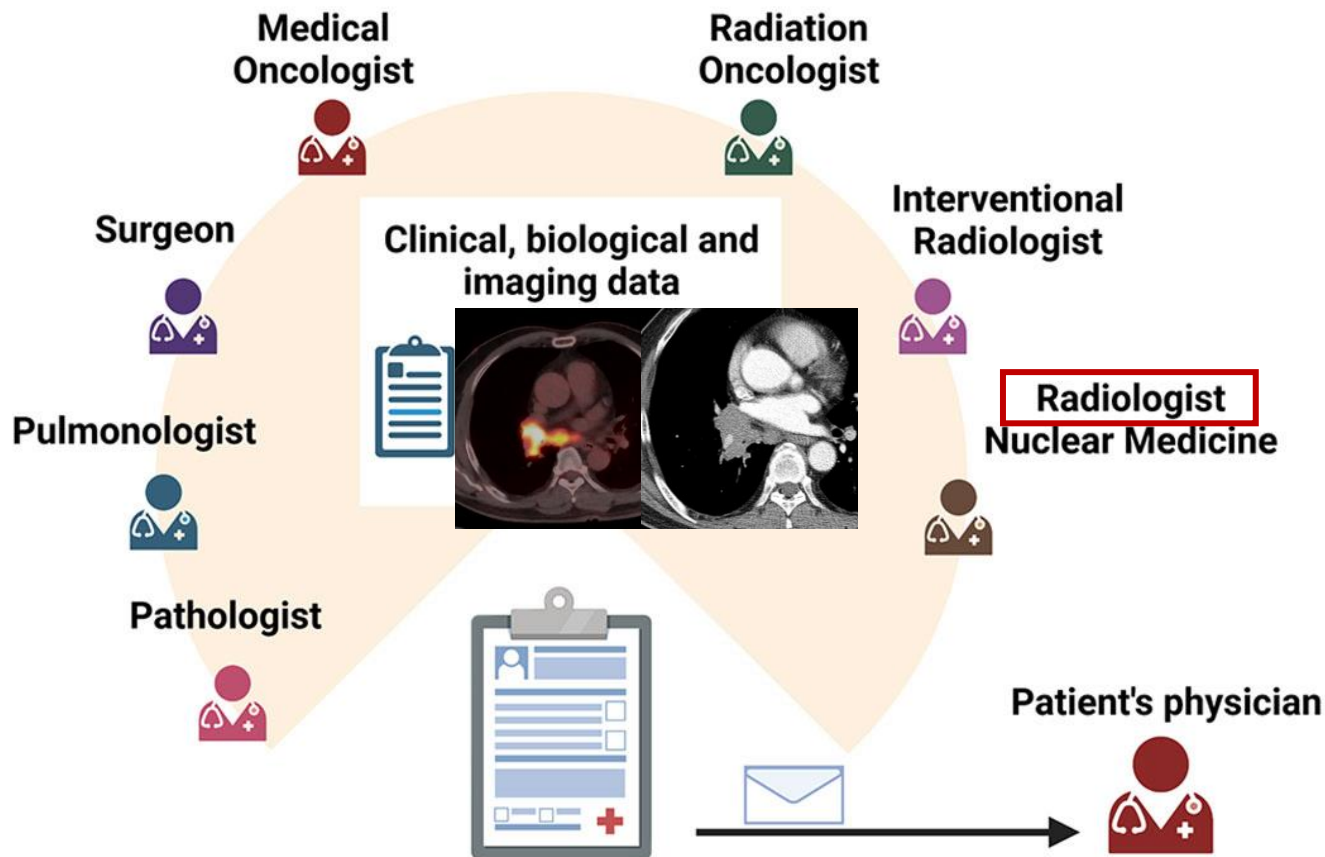 Medical
Oncologist
Radiation
Oncologist
Surgeon
Clinical, biological and
imaging data
Interventional
Radiologist
Pulmonologist
Radiologist
Nuclear Medicine
Pathologist
Patient's physician